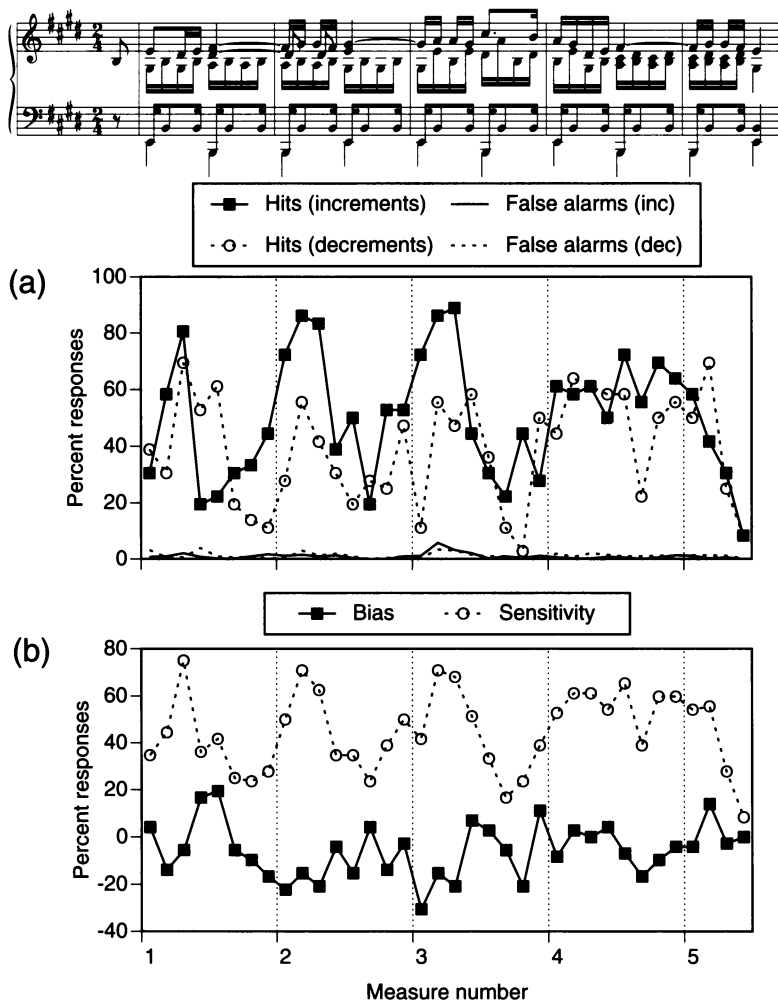 2
4
2
4
Hits (increments) False alarms (inc)
Hits (decrements) False alarms (dec)
(a)
100
80
60
40
20
0
Percent responses
Bias Sensitivity
(b)
80
60
40
20
0
-20
-40
Percent responses
1 2 3 4 5
Measure number